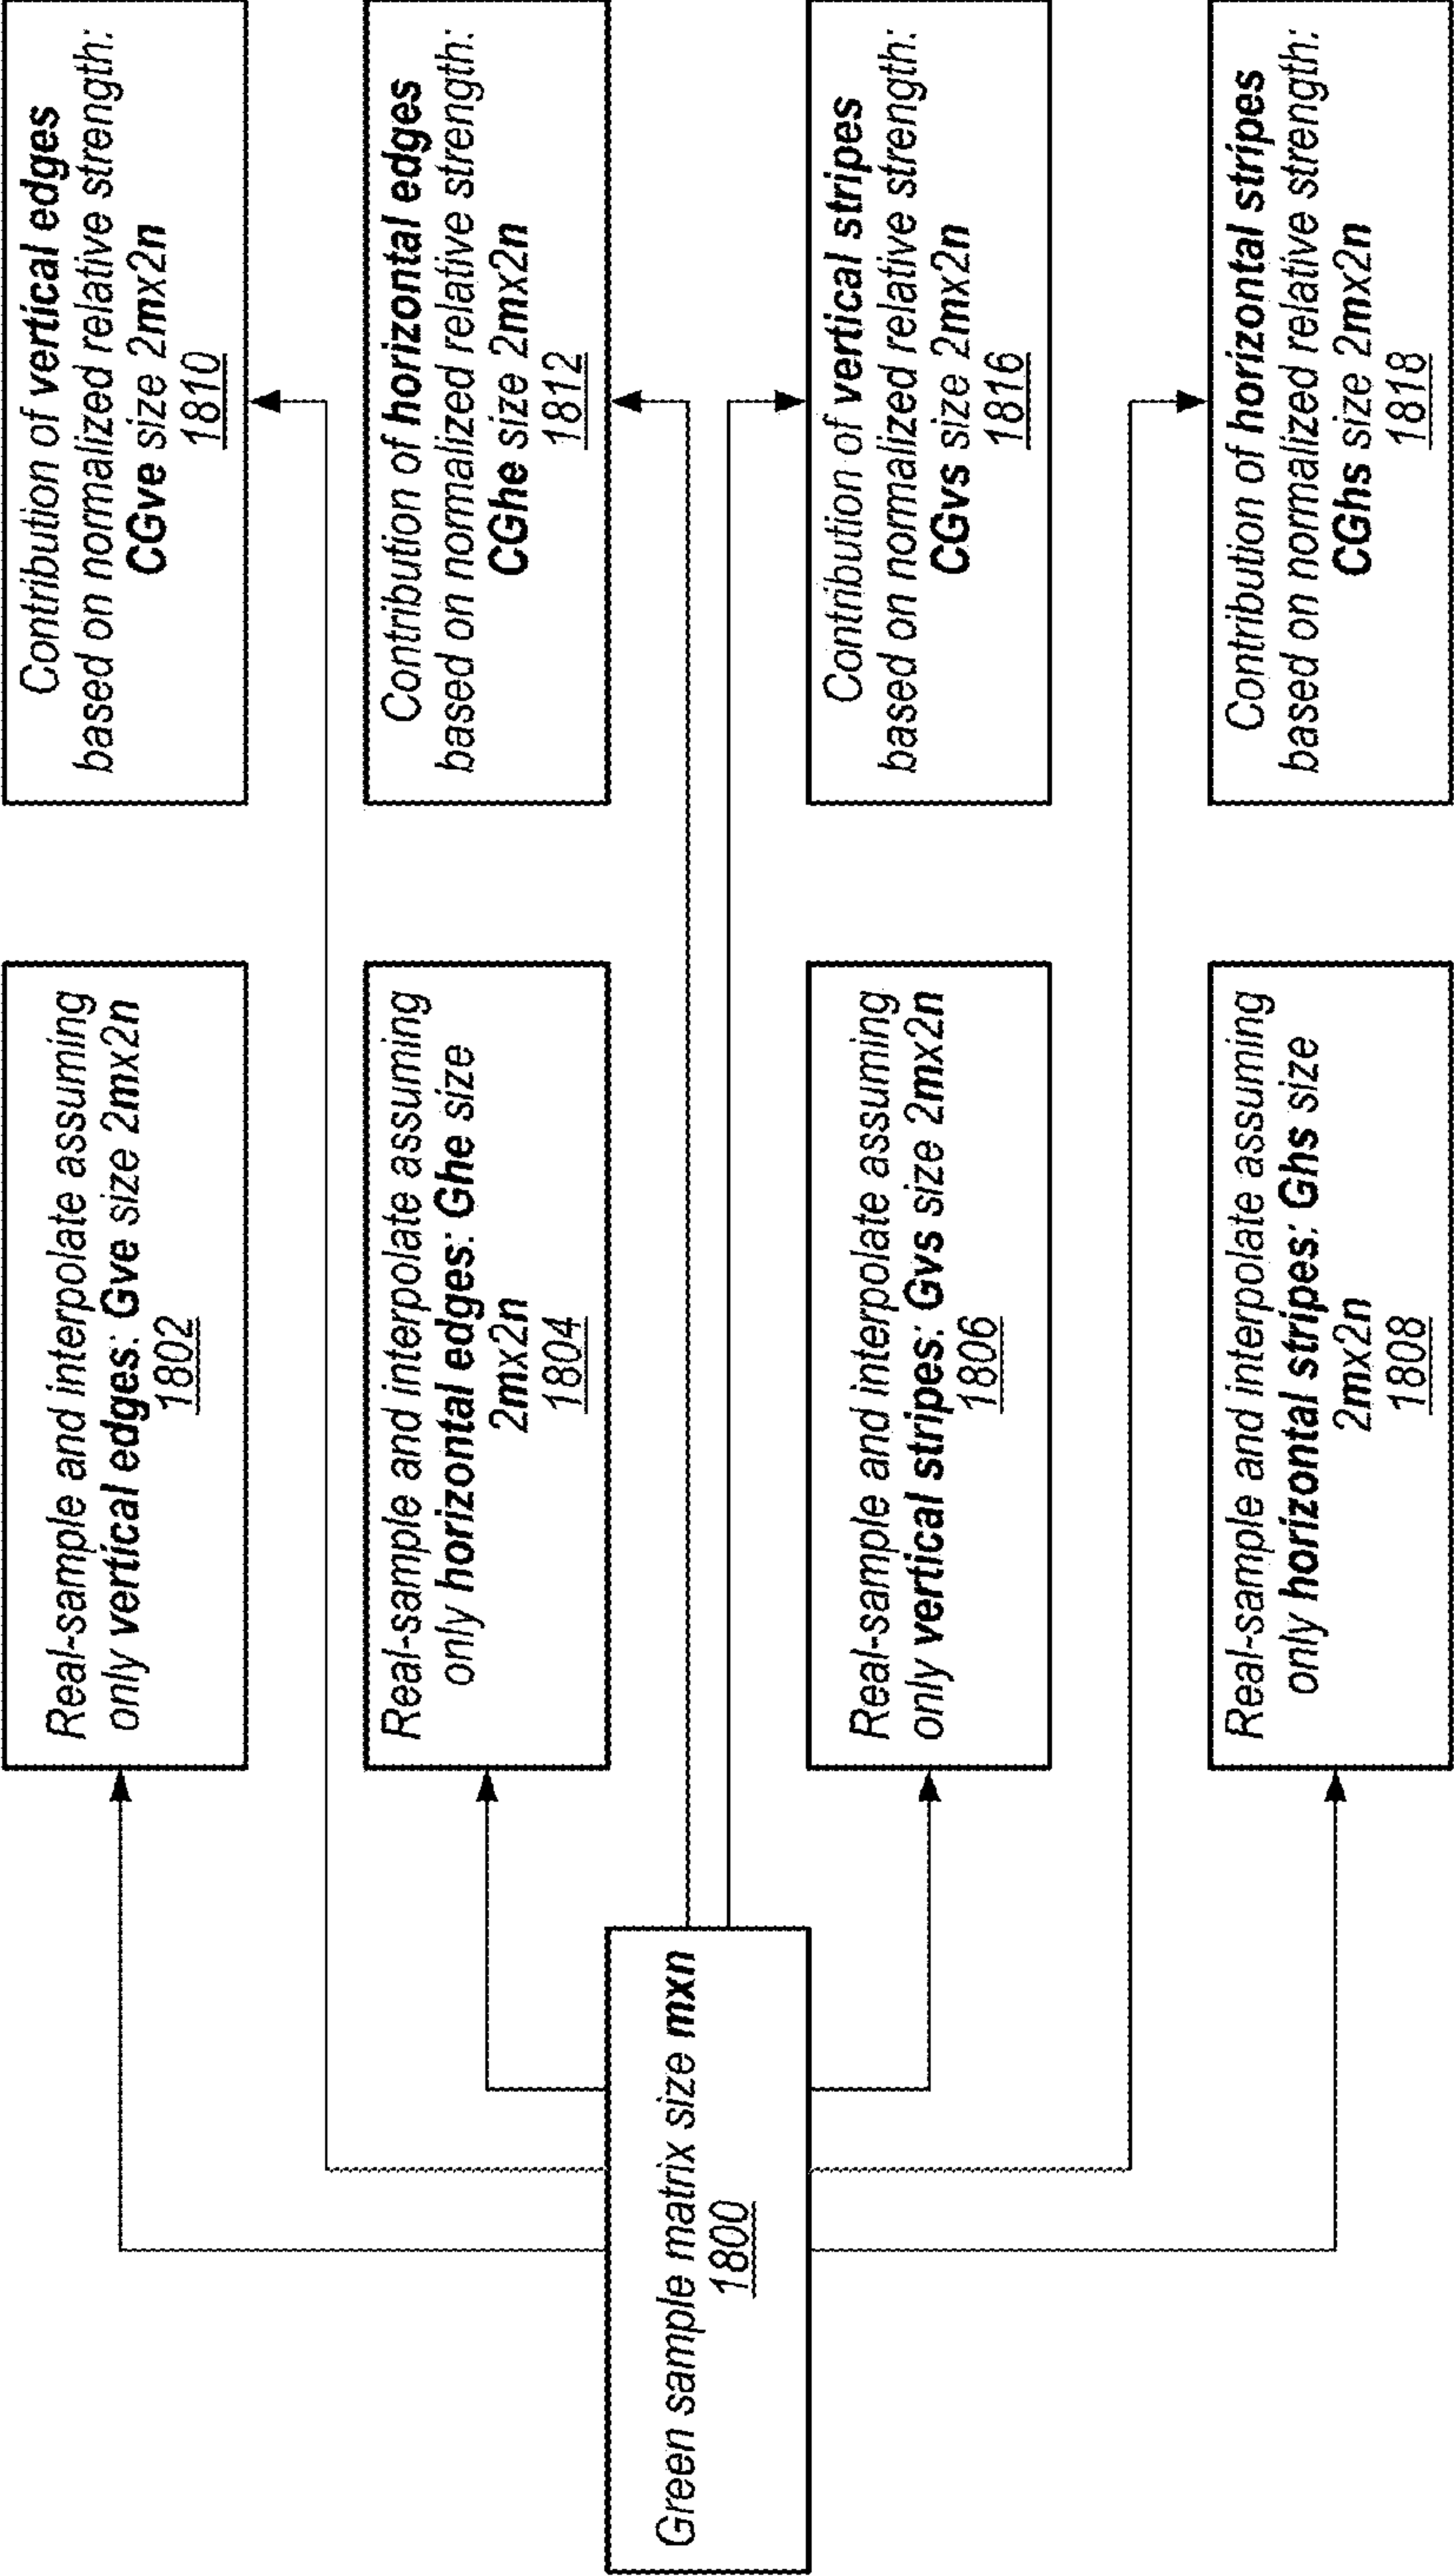 Green sample matrix size mxn
1800
Real-sample and interpolate assuming
only vertical edges: Gve size 2mx2n
1802
Contribution of vertical edges
based on normalized relative strength:
CGve size 2mx2n
1810
Real-sample and interpolate assuming
only horizontal edges: Ghe size
2mx2n
1804
Contribution of horizontal edges
based on normalized relative strength:
CGhe size 2mx2n
1812
Real-sample and interpolate assuming
only vertical stripes: Gvs size 2mx2n
1806
Contribution of vertical stripes
based on normalized relative strength:
CGvs size 2mx2n
1816
Real-sample and interpolate assuming
only horizontal stripes: Ghs size
2mx2n
1808
Contribution of horizontal stripes
based on normalized relative strength:
CGhs size 2mx2n
1818